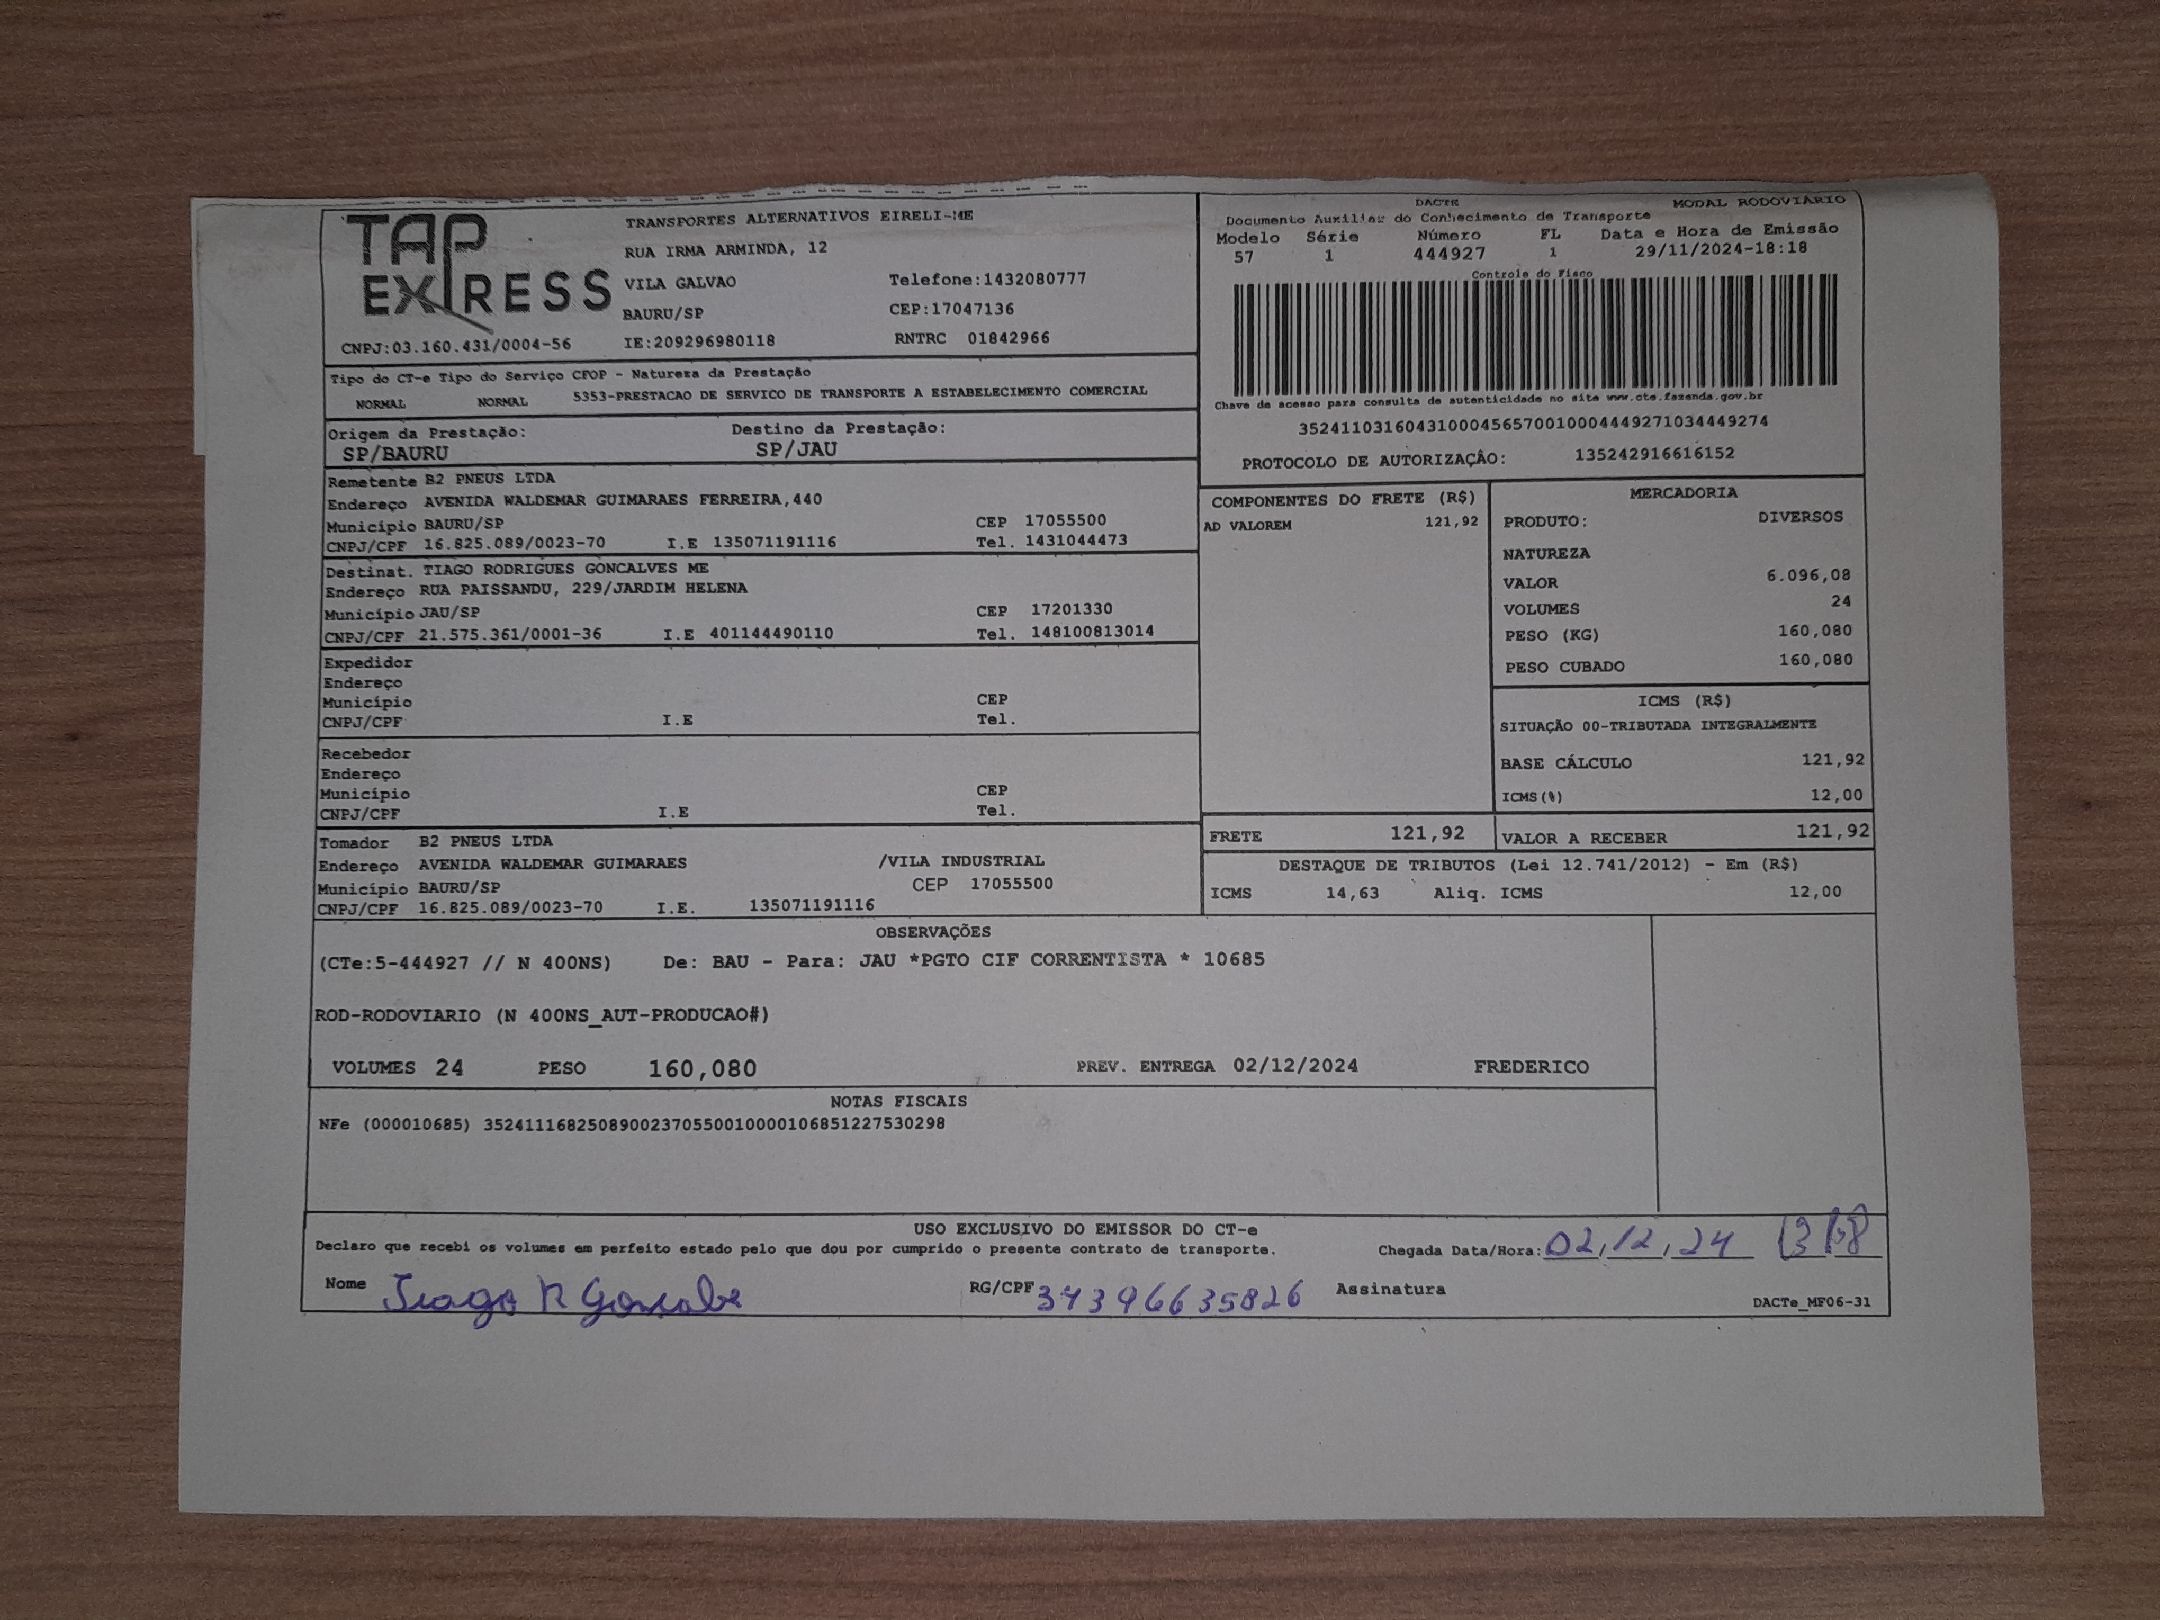 TAP EXPRESS
TRANSPORTES ALTERNATIVOS EIRELI-ME
RUA IRMA ARMINDA, 12
VILA GALVAO Telefone:1432080777
BAURU/SP CEP:17047136
CNPJ:03.160.431/0004-56 IE:209296980118 RNTRC 01842966
DACTE MODAL RODOVIARIO
Documento Auxiliar do Conhecimento de Transporte
Modelo Série Número FL Data e Hora de Emissão
57 1 444927 1 29/11/2024-18:18
Controle do Fisco
Chave de acesso para consulta de autenticidade no site www.cte.fazenda.gov.br
35241103160431000456570010004449271034449274
PROTOCOLO DE AUTORIZAÇÃO: 135242916616152
Tipo do CT-e Tipo do Serviço CFOP - Natureza da Prestação
NORMAL NORMAL 5353-PRESTACAO DE SERVICO DE TRANSPORTE A ESTABELECIMENTO COMERCIAL
Origem da Prestação: Destino da Prestação:
SP/BAURU SP/JAU
Remetente B2 PNEUS LTDA
Endereço AVENIDA WALDEMAR GUIMARAES FERREIRA,440
Município BAURU/SP CEP 17055500
CNPJ/CPF 16.825.089/0023-70 I.E 135071191116 Tel. 1431044473
Destinat. TIAGO RODRIGUES GONCALVES ME
Endereço RUA PAISSANDU, 229/JARDIM HELENA
Município JAU/SP CEP 17201330
CNPJ/CPF 21.575.361/0001-36 I.E 401144490110 Tel. 148100813014
Expedidor
Endereço
Município CEP
CNPJ/CPF I.E Tel.
Recebedor
Endereço
Município CEP
CNPJ/CPF I.E Tel.
Tomador B2 PNEUS LTDA
Endereço AVENIDA WALDEMAR GUIMARAES /VILA INDUSTRIAL
Município BAURU/SP CEP 17055500
CNPJ/CPF 16.825.089/0023-70 I.E. 135071191116
COMPONENTES DO FRETE (R$)
AD VALOREM 121,92
MERCADORIA
PRODUTO: DIVERSOS
NATUREZA
VALOR 6.096,08
VOLUMES 24
PESO (KG) 160,080
PESO CUBADO 160,080
ICMS (R$)
SITUAÇÃO 00-TRIBUTADA INTEGRALMENTE
BASE CÁLCULO 121,92
ICMS(%) 12,00
FRETE 121,92 VALOR A RECEBER 121,92
DESTAQUE DE TRIBUTOS (Lei 12.741/2012) - Em (R$)
ICMS 14,63 Aliq. ICMS 12,00
OBSERVAÇÕES
(CTe:5-444927 // N 400NS) De: BAU - Para: JAU *PGTO CIF CORRENTISTA * 10685
ROD-RODOVIARIO (N 400NS_AUT-PRODUCAO#)
VOLUMES 24 PESO 160,080 PREV. ENTREGA 02/12/2024 FREDERICO
NOTAS FISCAIS
NFe (000010685) 35241116825089002370550010000106851227530298
USO EXCLUSIVO DO EMISSOR DO CT-e
Declaro que recebi os volumes em perfeito estado pelo que dou por cumprido o presente contrato de transporte. Chegada Data/Hora: 02,12,24
Nome Tiago R Goncalve RG/CPF 34396635826 Assinatura
DACTe_MF06-31